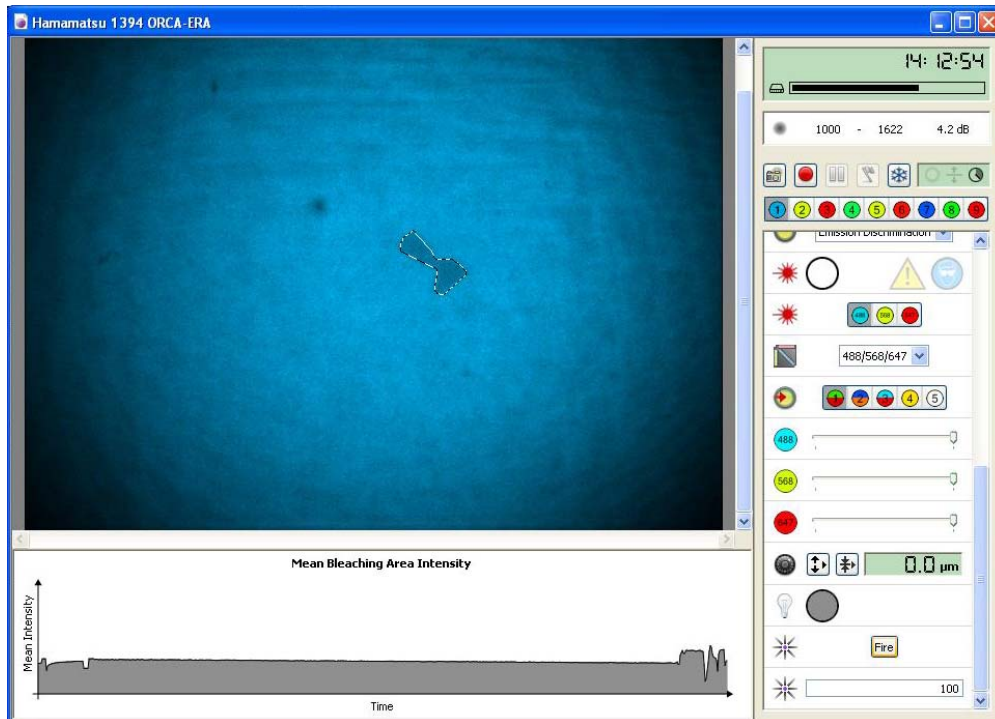 Hamamatsu 1394 ORCA-ERA
14:12:54
1000 - 1622 4.2 dB
1 2 3 4 5 6 7 8 9
Emission Discrimination
488 568 647
488/568/647
1 2 3 4 5
488
568
647
0.0 µm
Fire
100
Mean Bleaching Area Intensity
Mean Intensity
Time